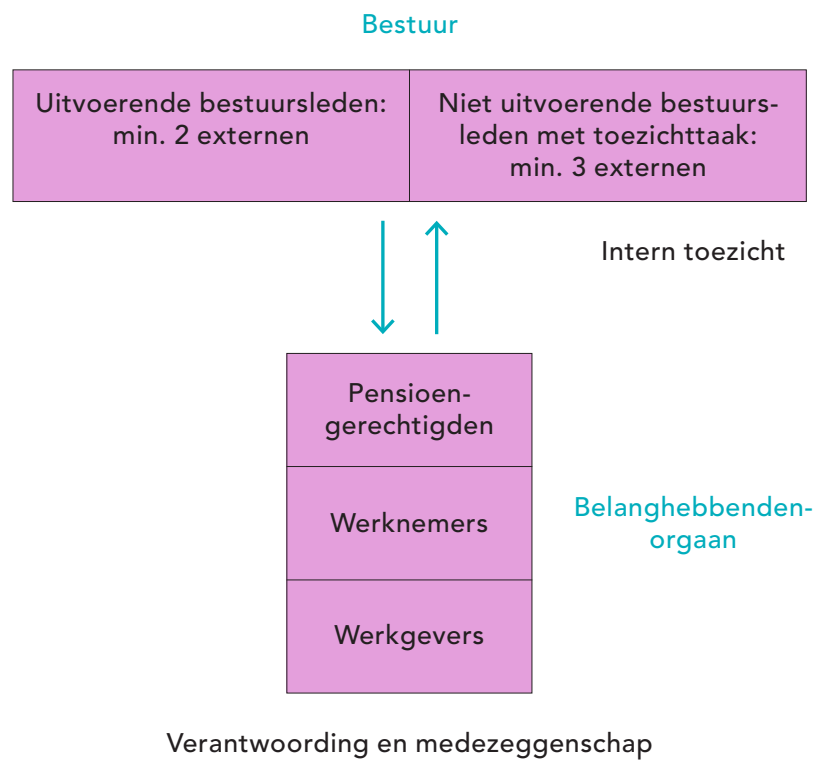 Bestuur
Uitvoerende bestuursleden:
min. 2 externen
Niet uitvoerende bestuurs-
leden met toezichttaak:
min. 3 externen
Intern toezicht
Pensioen-
gerechtigden
Werknemers
Werkgevers
Belanghebbenden-
orgaan
Verantwoording en medezeggenschap